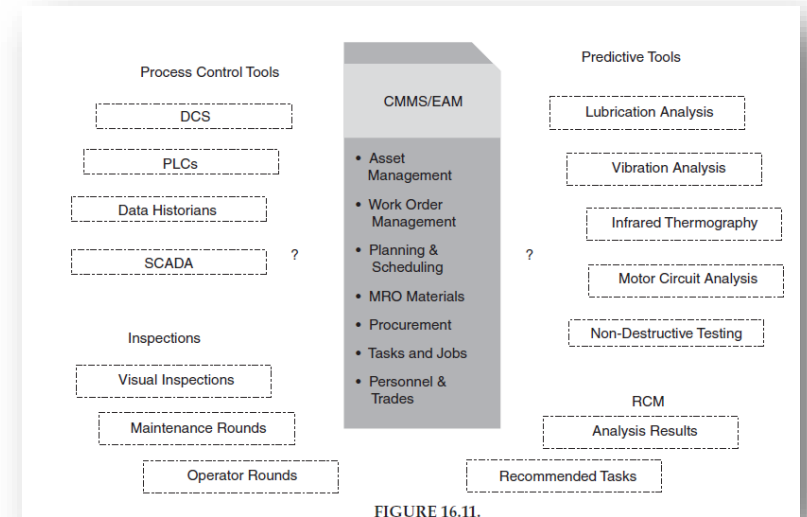 Process Control Tools
DCS
PLCs
Data Historians
SCADA
?
Inspections
Visual Inspections
Maintenance Rounds
Operator Rounds
CMMS/EAM
• Asset
Management
• Work Order
Management
• Planning &
Scheduling
• MRO Materials
• Procurement
• Tasks and Jobs
• Personnel &
Trades
Predictive Tools
Lubrication Analysis
Vibration Analysis
Infrared Thermography
?
Motor Circuit Analysis
Non-Destructive Testing
RCM
Analysis Results
Recommended Tasks
FIGURE 16.11.